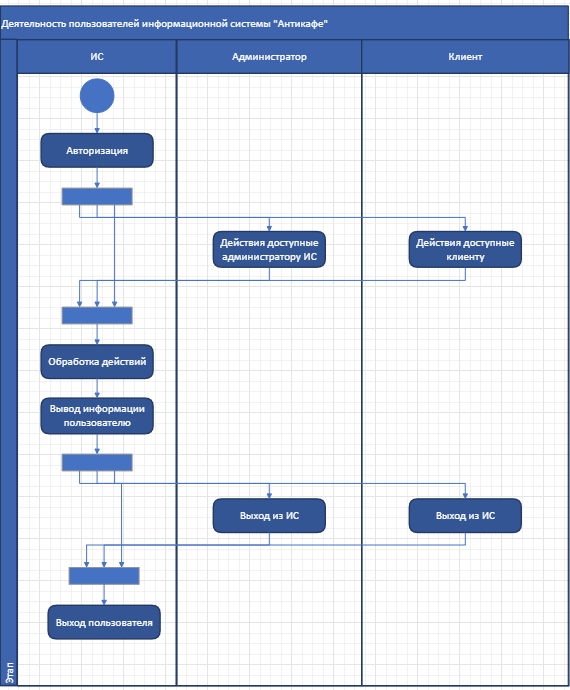 Деятельность пользователей информационной системы "Антикафе"
ИС
Администратор
Клиент
Авторизация
Действия доступные
администратору ИС
Действия доступные
клиенту
Обработка действий
Вывод информации
пользователю
Выход из ИС
Выход из ИС
Выход пользователя
Этап